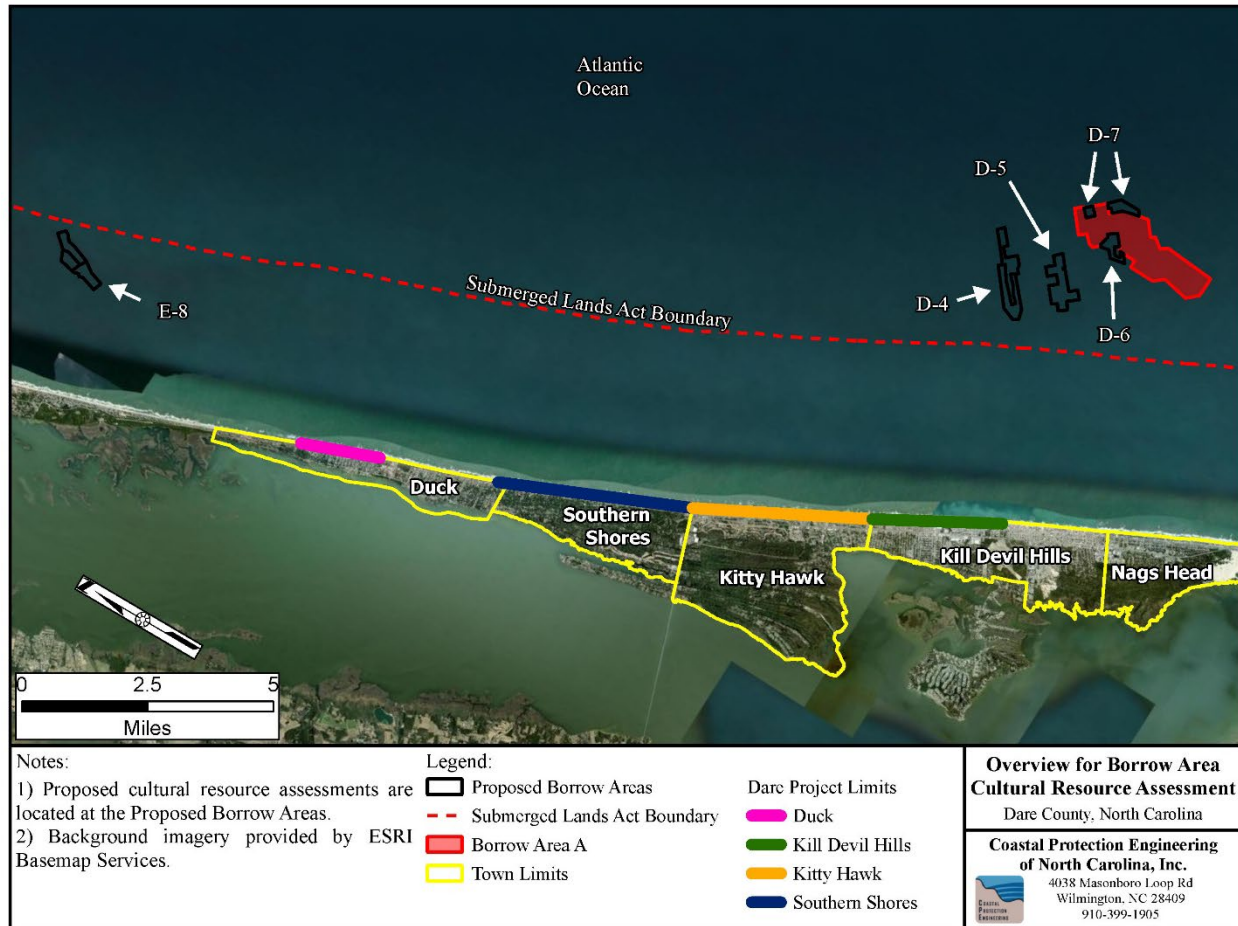 Atlantic
Ocean
D-7
D-5
D-4
D-6
E-8
Submerged Lands Act Boundary
Duck
Southern
Shores
Kitty Hawk
Kill Devil Hills
Nags Head
0 2.5 5
Miles
Notes:
1) Proposed cultural resource assessments are
located at the Proposed Borrow Areas.
2) Background imagery provided by ESRI
Basemap Services.
Legend:
Proposed Borrow Areas
Submerged Lands Act Boundary
Borrow Area A
Town Limits
Dare Project Limits
Duck
Kill Devil Hills
Kitty Hawk
Southern Shores
Overview for Borrow Area
Cultural Resource Assessment
Dare County, North Carolina
Coastal Protection Engineering
of North Carolina, Inc.
4038 Masonboro Loop Rd
Wilmington, NC 28409
910-399-1905
COASTAL
PROTECTION
ENGINEERING